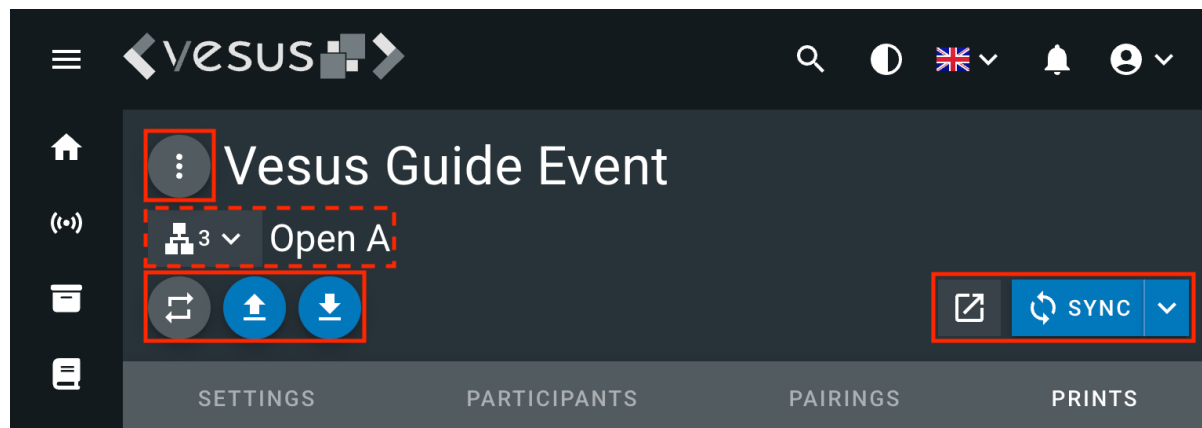 vesus
Vesus Guide Event
3 Open A
SYNC
SETTINGS PARTICIPANTS PAIRINGS PRINTS